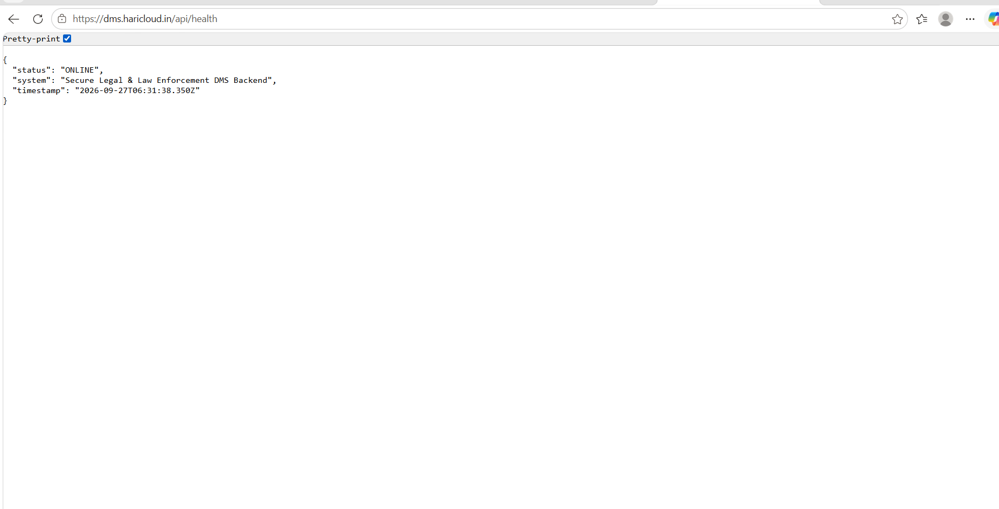 https://dms.haricloud.in/api/health
Pretty-print
{
  "status": "ONLINE",
  "system": "Secure Legal & Law Enforcement DMS Backend",
  "timestamp": "2026-09-27T06:31:38.350Z"
}